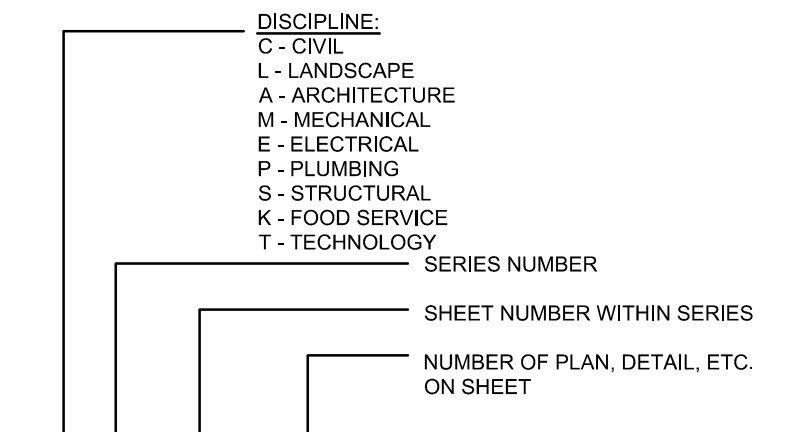 DISCIPLINE:
C - CIVIL
L - LANDSCAPE
A - ARCHITECTURE
M - MECHANICAL
E - ELECTRICAL
P - PLUMBING
S - STRUCTURAL
K - FOOD SERVICE
T - TECHNOLOGY
SERIES NUMBER
SHEET NUMBER WITHIN SERIES
NUMBER OF PLAN, DETAIL, ETC.
ON SHEET